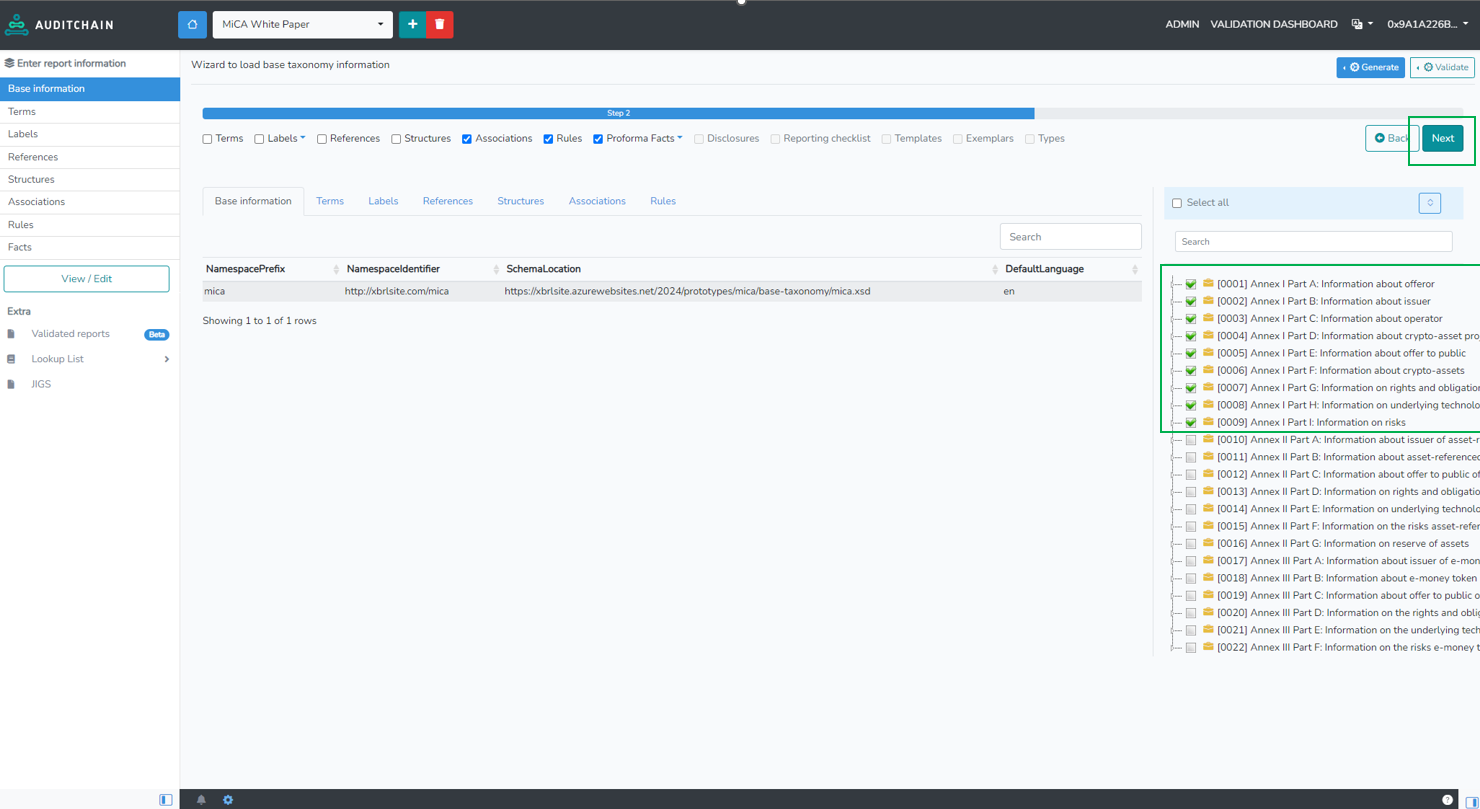 AUDITCHAIN
MiCA White Paper
ADMIN VALIDATION DASHBOARD 0x9A1A226B...
Enter report information
Base information
Terms
Labels
References
Structures
Associations
Rules
Facts
View / Edit
Extra
Validated reports Beta
Lookup List
JIGS
Wizard to load base taxonomy information
Generate Validate
Step 2
Terms Labels References Structures Associations Rules Proforma Facts Disclosures Reporting checklist Templates Exemplars Types
Back Next
Base information Terms Labels References Structures Associations Rules
Search
NamespacePrefix NamespaceIdentifier SchemaLocation DefaultLanguage
mica http://xbrlsite.com/mica https://xbrlsite.azurewebsites.net/2024/prototypes/mica/base-taxonomy/mica.xsd en
Showing 1 to 1 of 1 rows
Select all
Search
[0001] Annex I Part A: Information about offeror
[0002] Annex I Part B: Information about issuer
[0003] Annex I Part C: Information about operator
[0004] Annex I Part D: Information about crypto-asset proj
[0005] Annex I Part E: Information about offer to public
[0006] Annex I Part F: Information about crypto-assets
[0007] Annex I Part G: Information on rights and obligation
[0008] Annex I Part H: Information on underlying technolo
[0009] Annex I Part I: Information on risks
[0010] Annex II Part A: Information about issuer of asset-r
[0011] Annex II Part B: Information about asset-referenced
[0012] Annex II Part C: Information about offer to public of
[0013] Annex II Part D: Information on rights and obligatio
[0014] Annex II Part E: Information on underlying technolo
[0015] Annex II Part F: Information on the risks asset-refer
[0016] Annex II Part G: Information on reserve of assets
[0017] Annex III Part A: Information about issuer of e-mon
[0018] Annex III Part B: Information about e-money token
[0019] Annex III Part C: Information about offer to public o
[0020] Annex III Part D: Information on the rights and oblig
[0021] Annex III Part E: Information on the underlying tech
[0022] Annex III Part F: Information on the risks e-money t